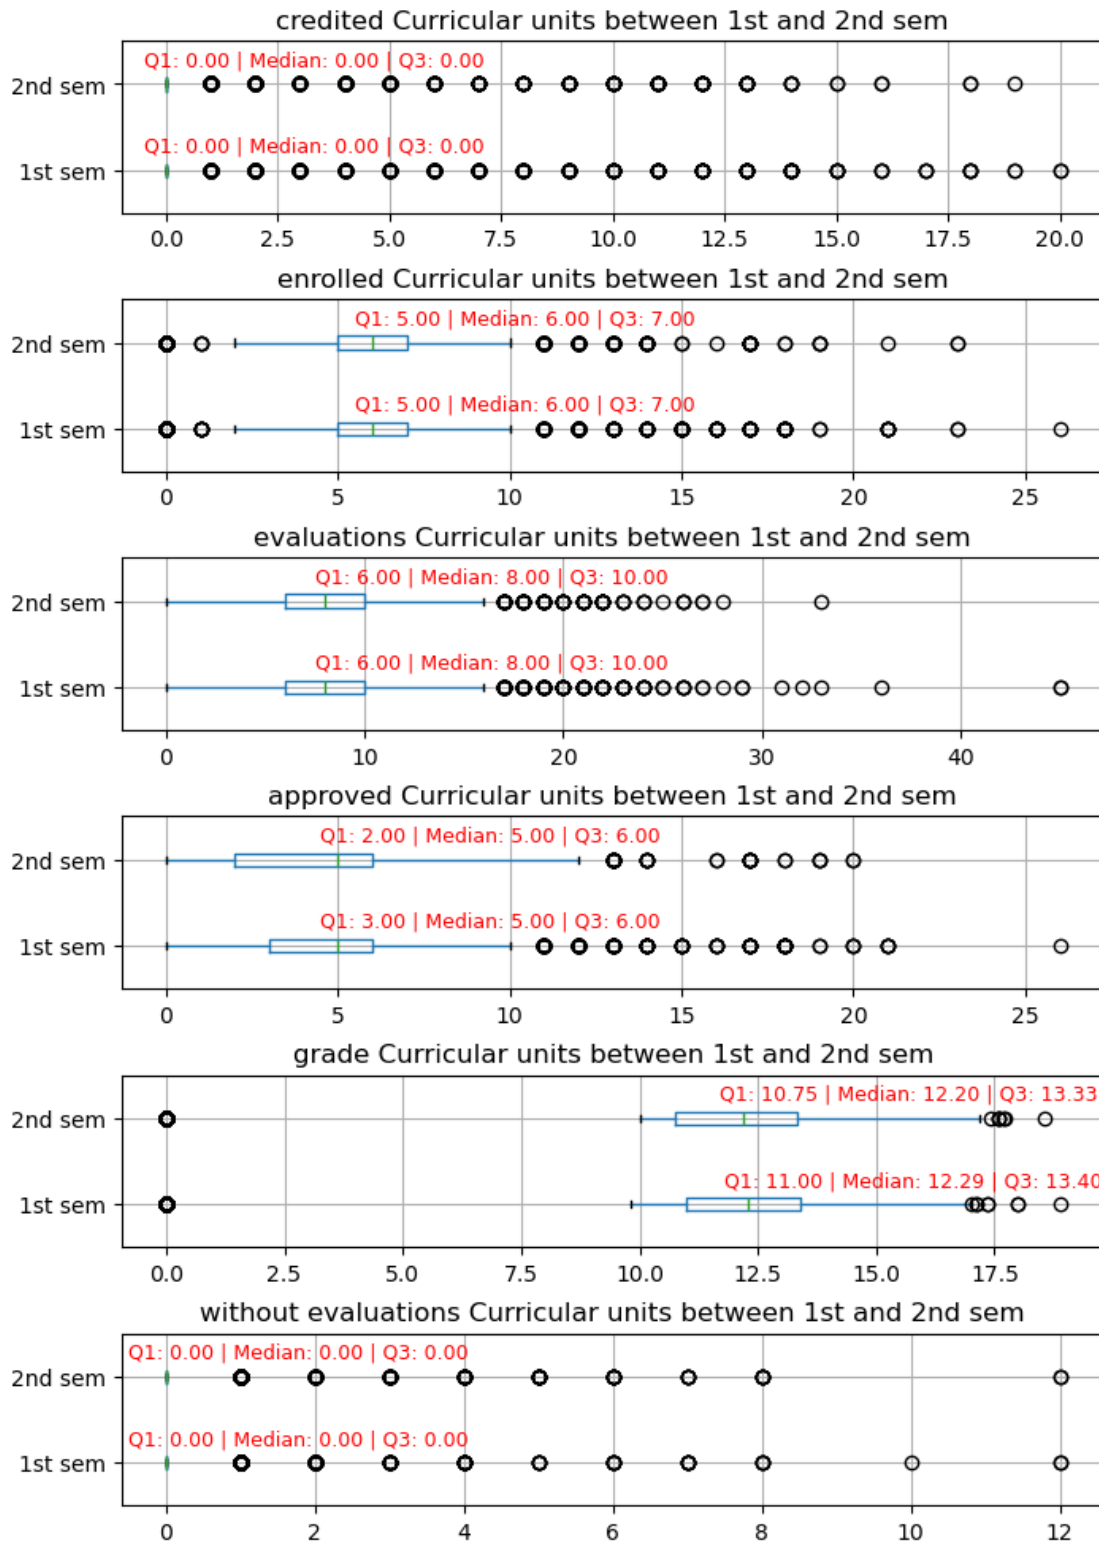 credited Curricular units between 1st and 2nd sem
Q1: 0.00 | Median: 0.00 | Q3: 0.00
2nd sem
Q1: 0.00 | Median: 0.00 | Q3: 0.00
1st sem
0.0 2.5 5.0 7.5 10.0 12.5 15.0 17.5 20.0
enrolled Curricular units between 1st and 2nd sem
Q1: 5.00 | Median: 6.00 | Q3: 7.00
2nd sem
Q1: 5.00 | Median: 6.00 | Q3: 7.00
1st sem
0 5 10 15 20 25
evaluations Curricular units between 1st and 2nd sem
Q1: 6.00 | Median: 8.00 | Q3: 10.00
2nd sem
Q1: 6.00 | Median: 8.00 | Q3: 10.00
1st sem
0 10 20 30 40
approved Curricular units between 1st and 2nd sem
Q1: 2.00 | Median: 5.00 | Q3: 6.00
2nd sem
Q1: 3.00 | Median: 5.00 | Q3: 6.00
1st sem
0 5 10 15 20 25
grade Curricular units between 1st and 2nd sem
Q1: 10.75 | Median: 12.20 | Q3: 13.33
2nd sem
Q1: 11.00 | Median: 12.29 | Q3: 13.40
1st sem
0.0 2.5 5.0 7.5 10.0 12.5 15.0 17.5
without evaluations Curricular units between 1st and 2nd sem
Q1: 0.00 | Median: 0.00 | Q3: 0.00
2nd sem
Q1: 0.00 | Median: 0.00 | Q3: 0.00
1st sem
0 2 4 6 8 10 12